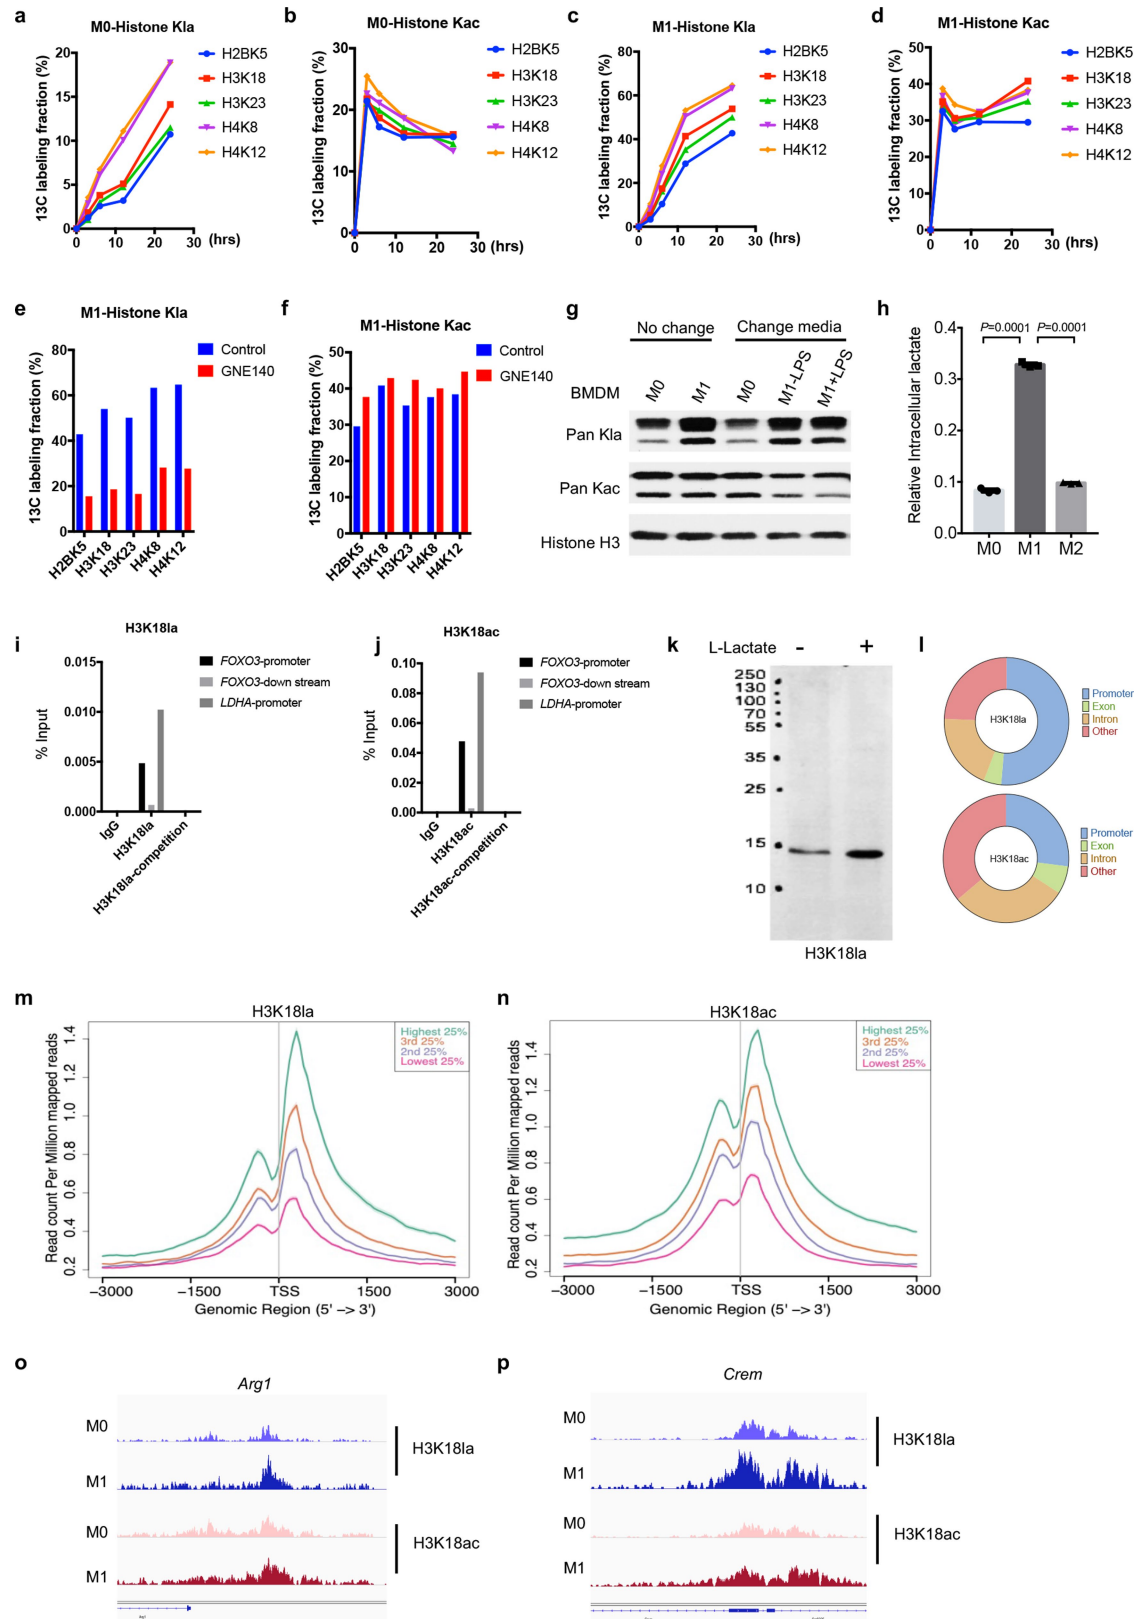 a
M0-Histone Kla
13C labeling fraction (%)
20
15
10
5
0
0 10 20 30 (hrs)
H2BK5
H3K18
H3K23
H4K8
H4K12
b
M0-Histone Kac
13C labeling fraction (%)
30
20
10
0
0 10 20 30 (hrs)
H2BK5
H3K18
H3K23
H4K8
H4K12
c
M1-Histone Kla
13C labeling fraction (%)
80
60
40
20
0
0 10 20 30 (hrs)
H2BK5
H3K18
H3K23
H4K8
H4K12
d
M1-Histone Kac
13C labeling fraction (%)
50
40
30
20
10
0
0 10 20 30 (hrs)
H2BK5
H3K18
H3K23
H4K8
H4K12
e
M1-Histone Kla
13C labeling fraction (%)
80
60
40
20
0
H2BK5 H3K18 H3K23 H4K8 H4K12
Control
GNE140
f
M1-Histone Kac
13C labeling fraction (%)
50
40
30
20
10
0
H2BK5 H3K18 H3K23 H4K8 H4K12
Control
GNE140
g
No change Change media
BMDM M0 M1 M0 M1-LPS M1+LPS
Pan Kla
Pan Kac
Histone H3
h
Relative Intracellular lactate
0.4
0.3
0.2
0.1
0.0
P=0.0001 P=0.0001
M0 M1 M2
i
H3K18la
% Input
0.015
0.010
0.005
0.000
IgG H3K18la H3K18la-competition
FOXO3-promoter
FOXO3-down stream
LDHA-promoter
j
H3K18ac
% Input
0.10
0.08
0.06
0.04
0.02
0.00
IgG H3K18ac H3K18ac-competition
FOXO3-promoter
FOXO3-down stream
LDHA-promoter
k
L-Lactate - +
250
130
100
70
55
35
25
15
10
H3K18la
l
H3K18la
Promoter
Exon
Intron
Other
H3K18ac
Promoter
Exon
Intron
Other
m
H3K18la
Read count Per Million mapped reads
1.4
1.2
1.0
0.8
0.6
0.4
0.2
Highest 25%
3rd 25%
2nd 25%
Lowest 25%
−3000 −1500 TSS 1500 3000
Genomic Region (5' −> 3')
n
H3K18ac
Read count Per Million mapped reads
1.4
1.2
1.0
0.8
0.6
0.4
0.2
Highest 25%
3rd 25%
2nd 25%
Lowest 25%
−3000 −1500 TSS 1500 3000
Genomic Region (5' −> 3')
o
Arg1
M0
M1
H3K18la
M0
M1
H3K18ac
Arg1
p
Crem
M0
M1
H3K18la
M0
M1
H3K18ac